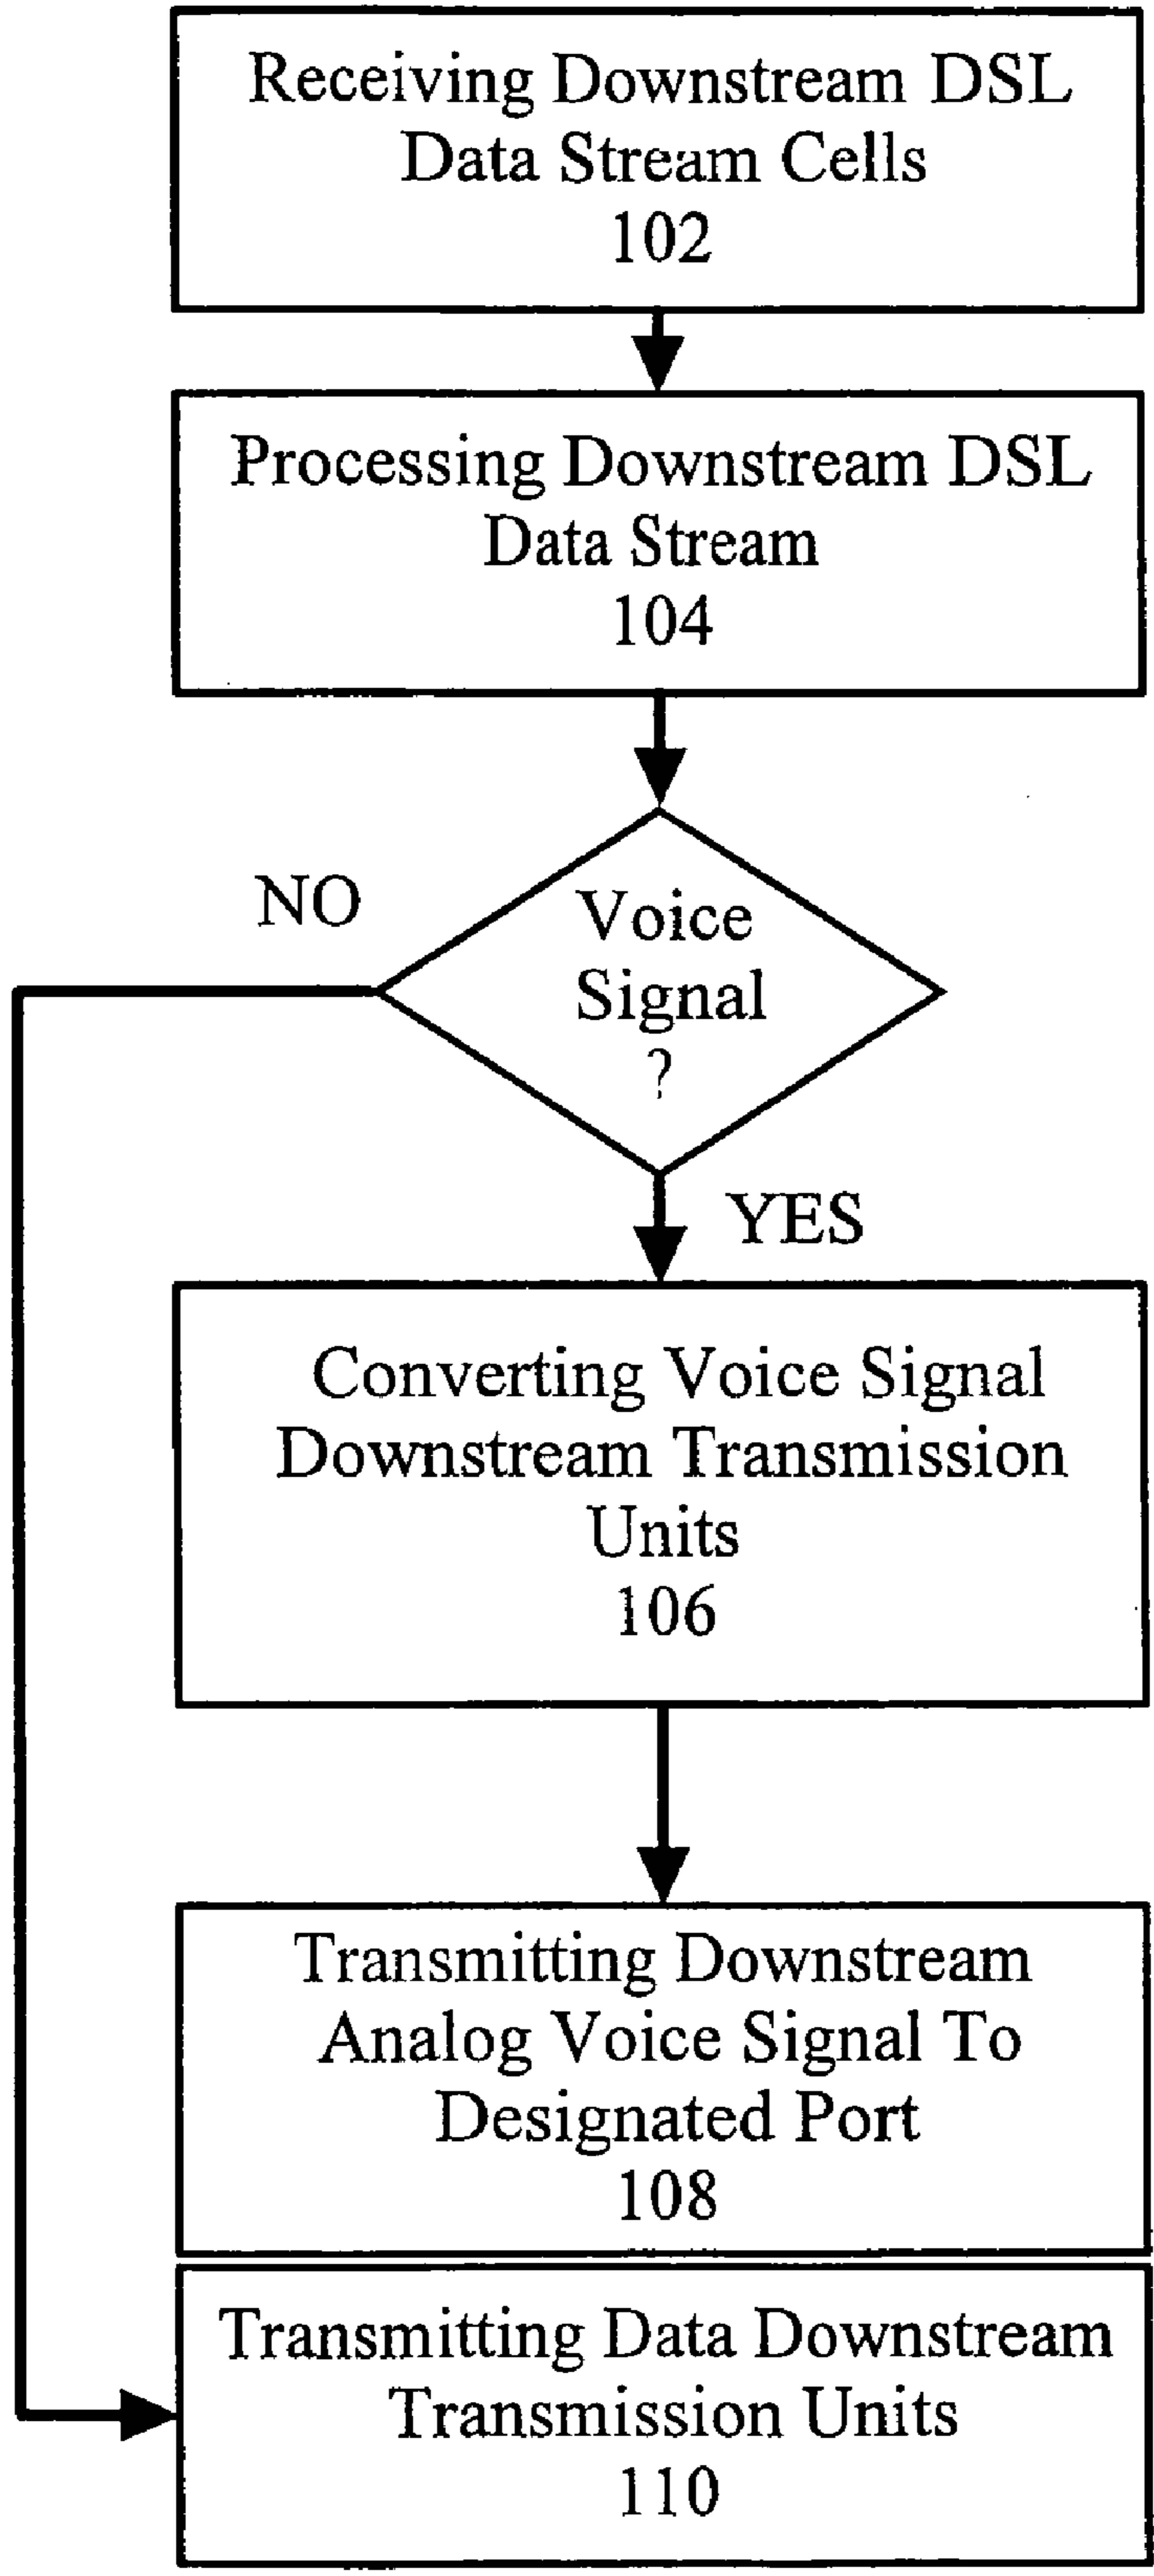 Receiving Downstream DSL
Data Stream Cells
102
Processing Downstream DSL
Data Stream
104
NO
Voice
Signal
?
YES
Converting Voice Signal
Downstream Transmission
Units
106
Transmitting Downstream
Analog Voice Signal To
Designated Port
108
Transmitting Data Downstream
Transmission Units
110